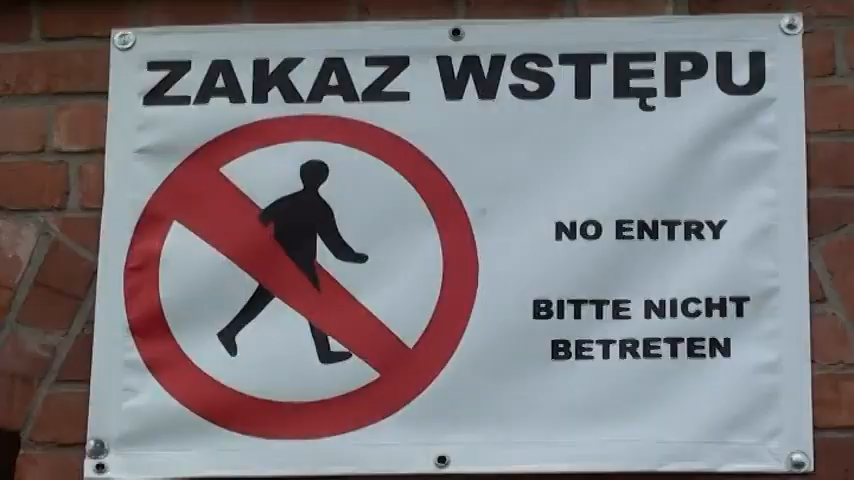 ZAKAZ WSTĘPU
NO ENTRY
BITTE NICHT
BETRETEN